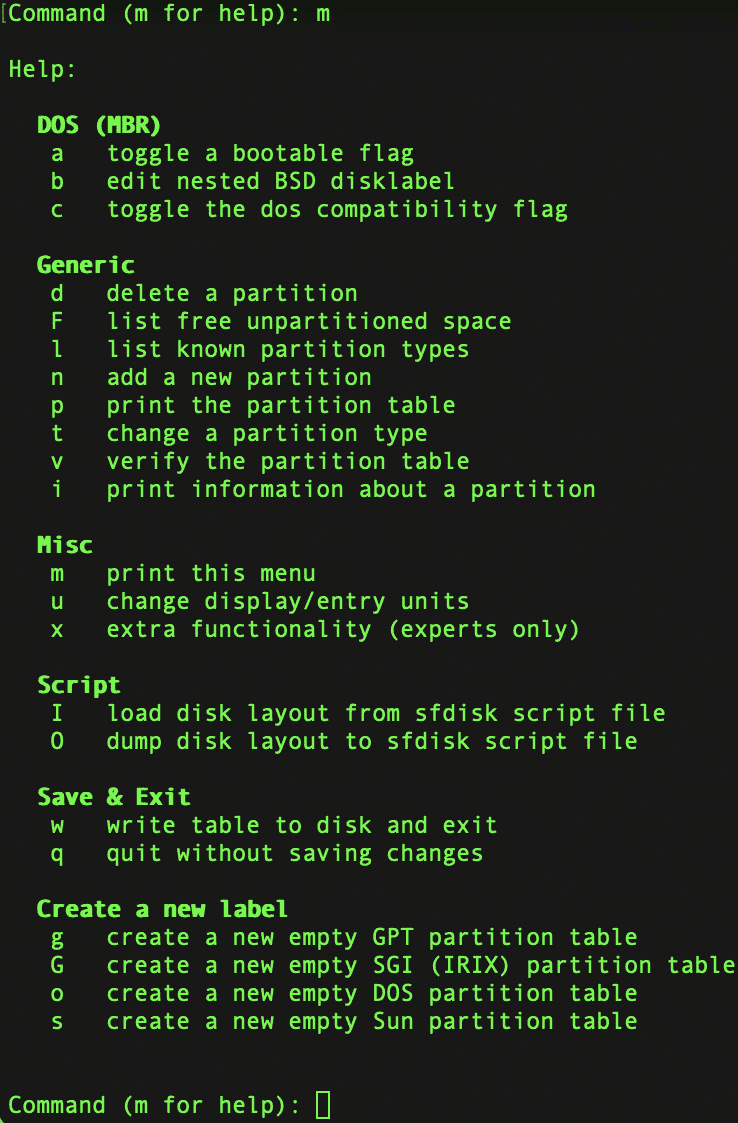 [Command (m for help): m
Help:
DOS (MBR)
a toggle a bootable flag
b edit nested BSD disklabel
c toggle the dos compatibility flag
Generic
d delete a partition
F list free unpartitioned space
l list known partition types
n add a new partition
p print the partition table
t change a partition type
v verify the partition table
i print information about a partition
Misc
m print this menu
u change display/entry units
x extra functionality (experts only)
Script
I load disk layout from sfdisk script file
O dump disk layout to sfdisk script file
Save & Exit
w write table to disk and exit
q quit without saving changes
Create a new label
g create a new empty GPT partition table
G create a new empty SGI (IRIX) partition table
o create a new empty DOS partition table
s create a new empty Sun partition table
Command (m for help):